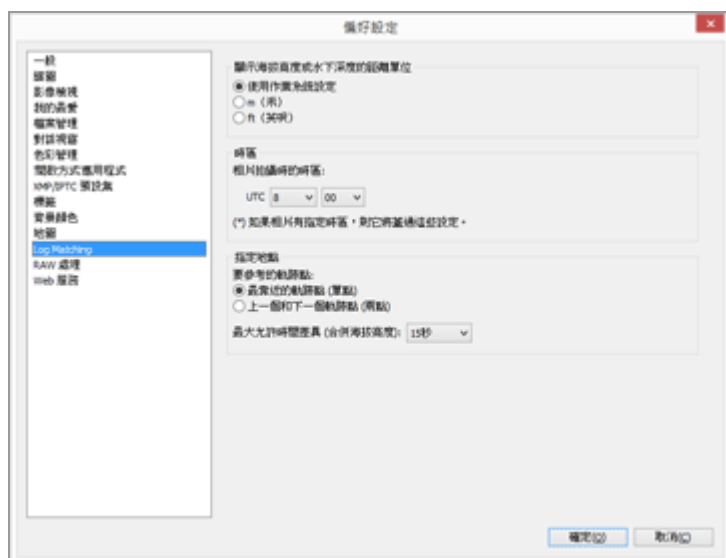 偏好設定
一般
縮圖
影像檢視
我的最愛
檔案管理
對話視窗
色彩管理
開啟方式應用程式
XMP/IPTC 預設集
標籤
背景顏色
地圖
Log Matching
RAW 處理
Web 服務
顯示海拔高度或水下深度的距離單位
使用作業系統設定
m (米)
ft (英呎)
時區
相片拍攝時的時區:
UTC 8 00
(*) 如果相片有指定時區，則它將蓋過這些設定。
指定地點
要參考的軌跡點:
最靠近的軌跡點 (單點)
上一個和下一個軌跡點 (兩點)
最大允許時間差異 (合併海拔高度): 15秒
確定(O) 取消(C)